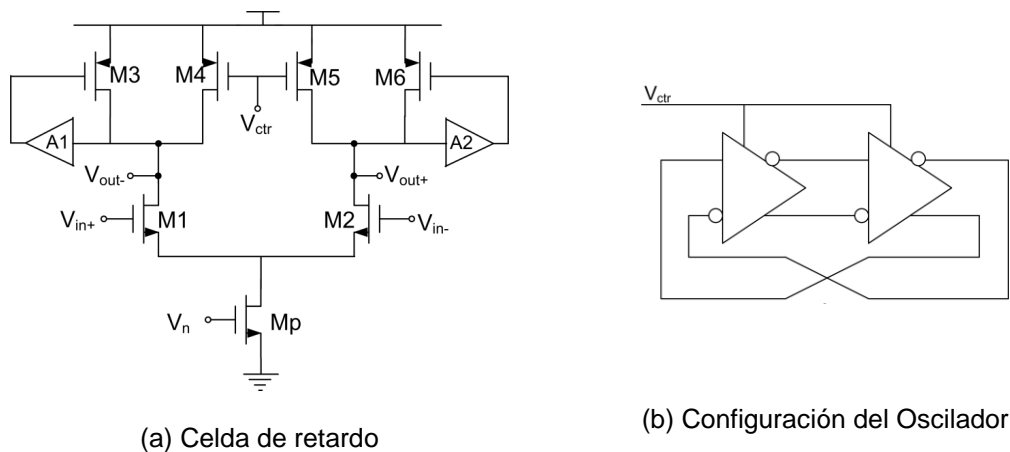 M3
M4
M5
M6
A1
A2
Vctr
Vout-
Vout+
Vin+
M1
M2
Vin-
Vn
Mp
(a) Celda de retardo
Vctr
(b) Configuración del Oscilador